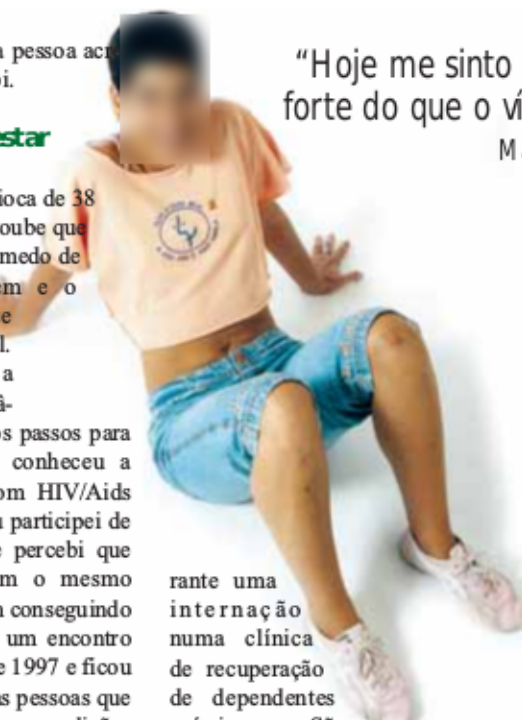 a pessoa acr
oi.
estar
ioca de 38
oube que
medo de
em e o
e
l.
a
â-
os passos para
conheceu a
om HIV/Aids
u participei de
e percebi que
m o mesmo
n conseguindo
um encontro
e 1997 e ficou
as pessoas que
"Hoje me sinto
forte do que o ví
M
rante uma
internação
numa clínica
de recuperação
de dependentes